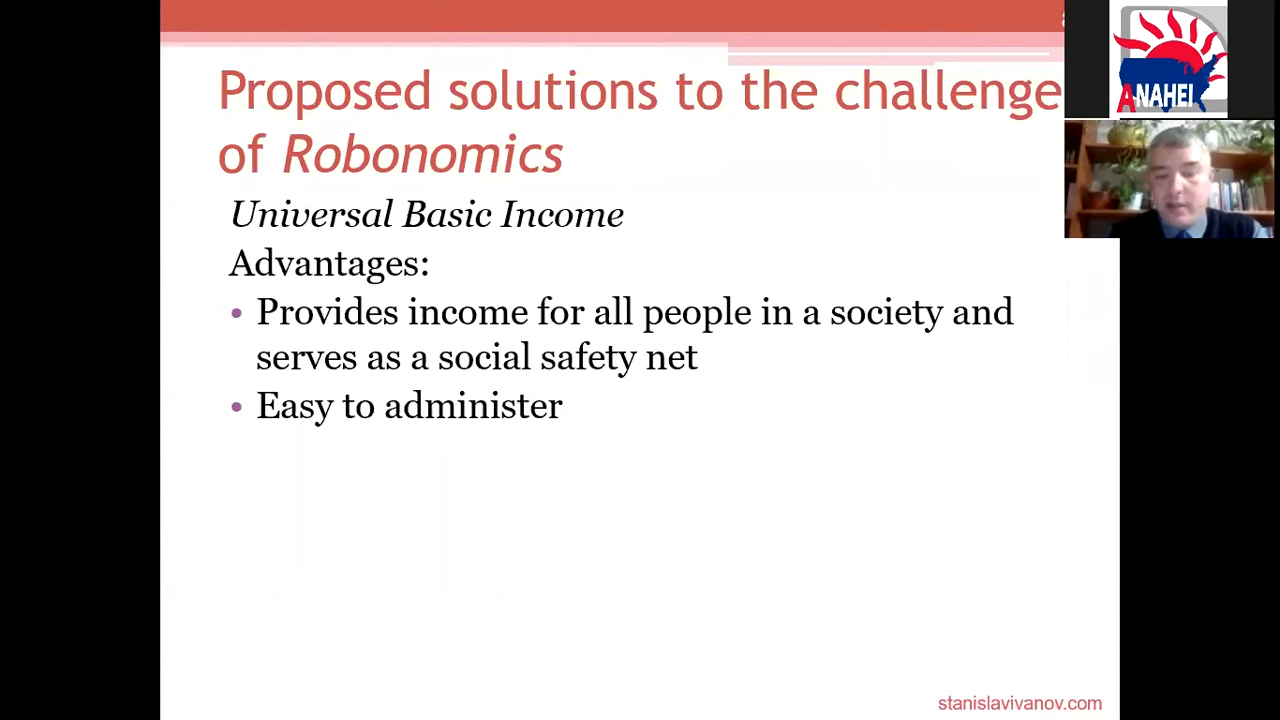 Proposed solutions to the challenge
of Robonomics
Universal Basic Income
Advantages:
• Provides income for all people in a society and
serves as a social safety net
• Easy to administer
stanislavivanov.com
ANAHEI